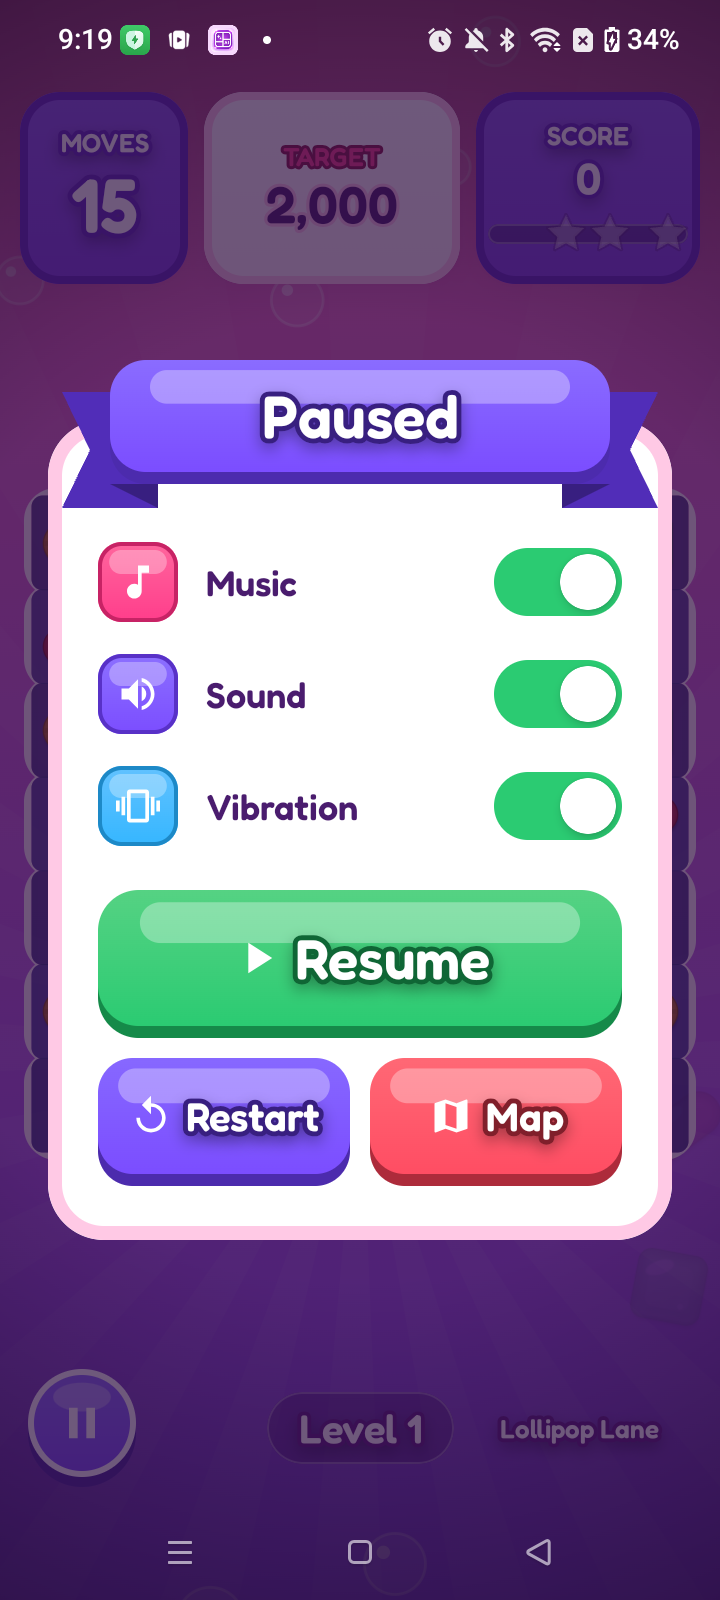 9:19
34%
MOVES
15
TARGET
2,000
SCORE
0
Paused
Music
Sound
Vibration
Resume
Restart
Map
Level 1
Lollipop Lane